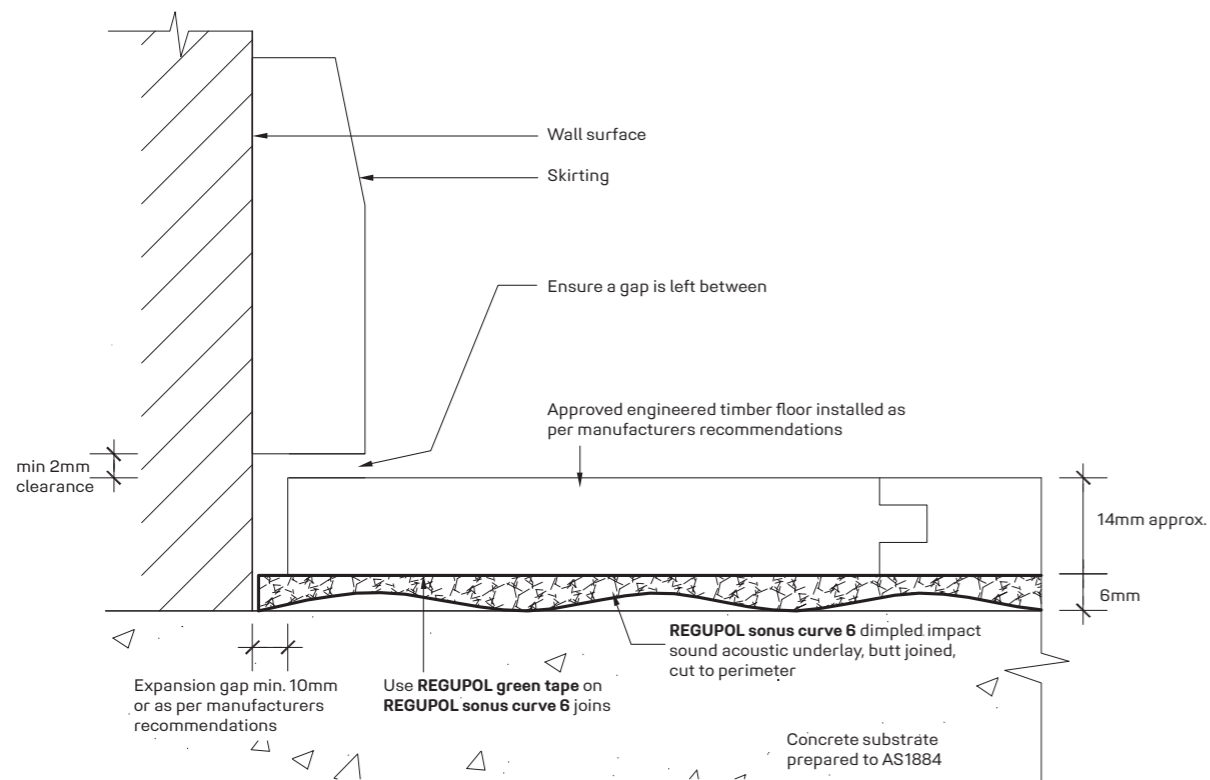 Wall surface
Skirting
Ensure a gap is left between
Approved engineered timber floor installed as
per manufacturers recommendations
min 2mm
clearance
14mm approx.
6mm
REGUPOL sonus curve 6 dimpled impact
sound acoustic underlay, butt joined,
cut to perimeter
Expansion gap min. 10mm
or as per manufacturers
recommendations
Use REGUPOL green tape on
REGUPOL sonus curve 6 joins
Concrete substrate
prepared to AS1884